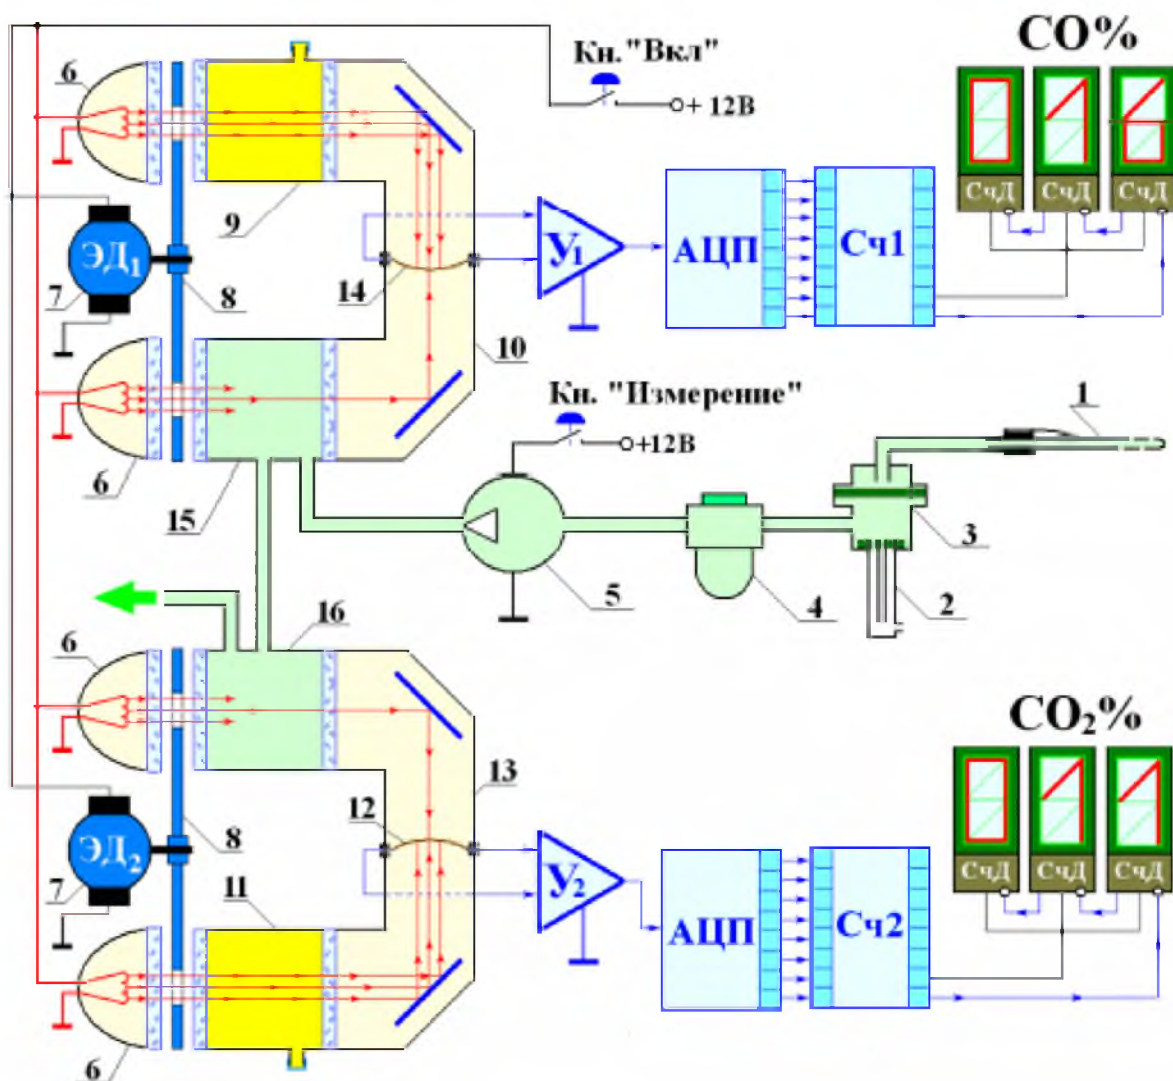 Кн. "Вкл"
+ 12В
CO%
СчД
СчД
СчД
6
9
ЭД₁
7
8
14
У₁
АЦП
Сч1
10
Кн. "Измерение"
+12В
1
6
15
3
5
4
2
16
6
CO₂%
СчД
СчД
СчД
13
12
ЭД₂
7
8
11
У₂
АЦП
Сч2
6